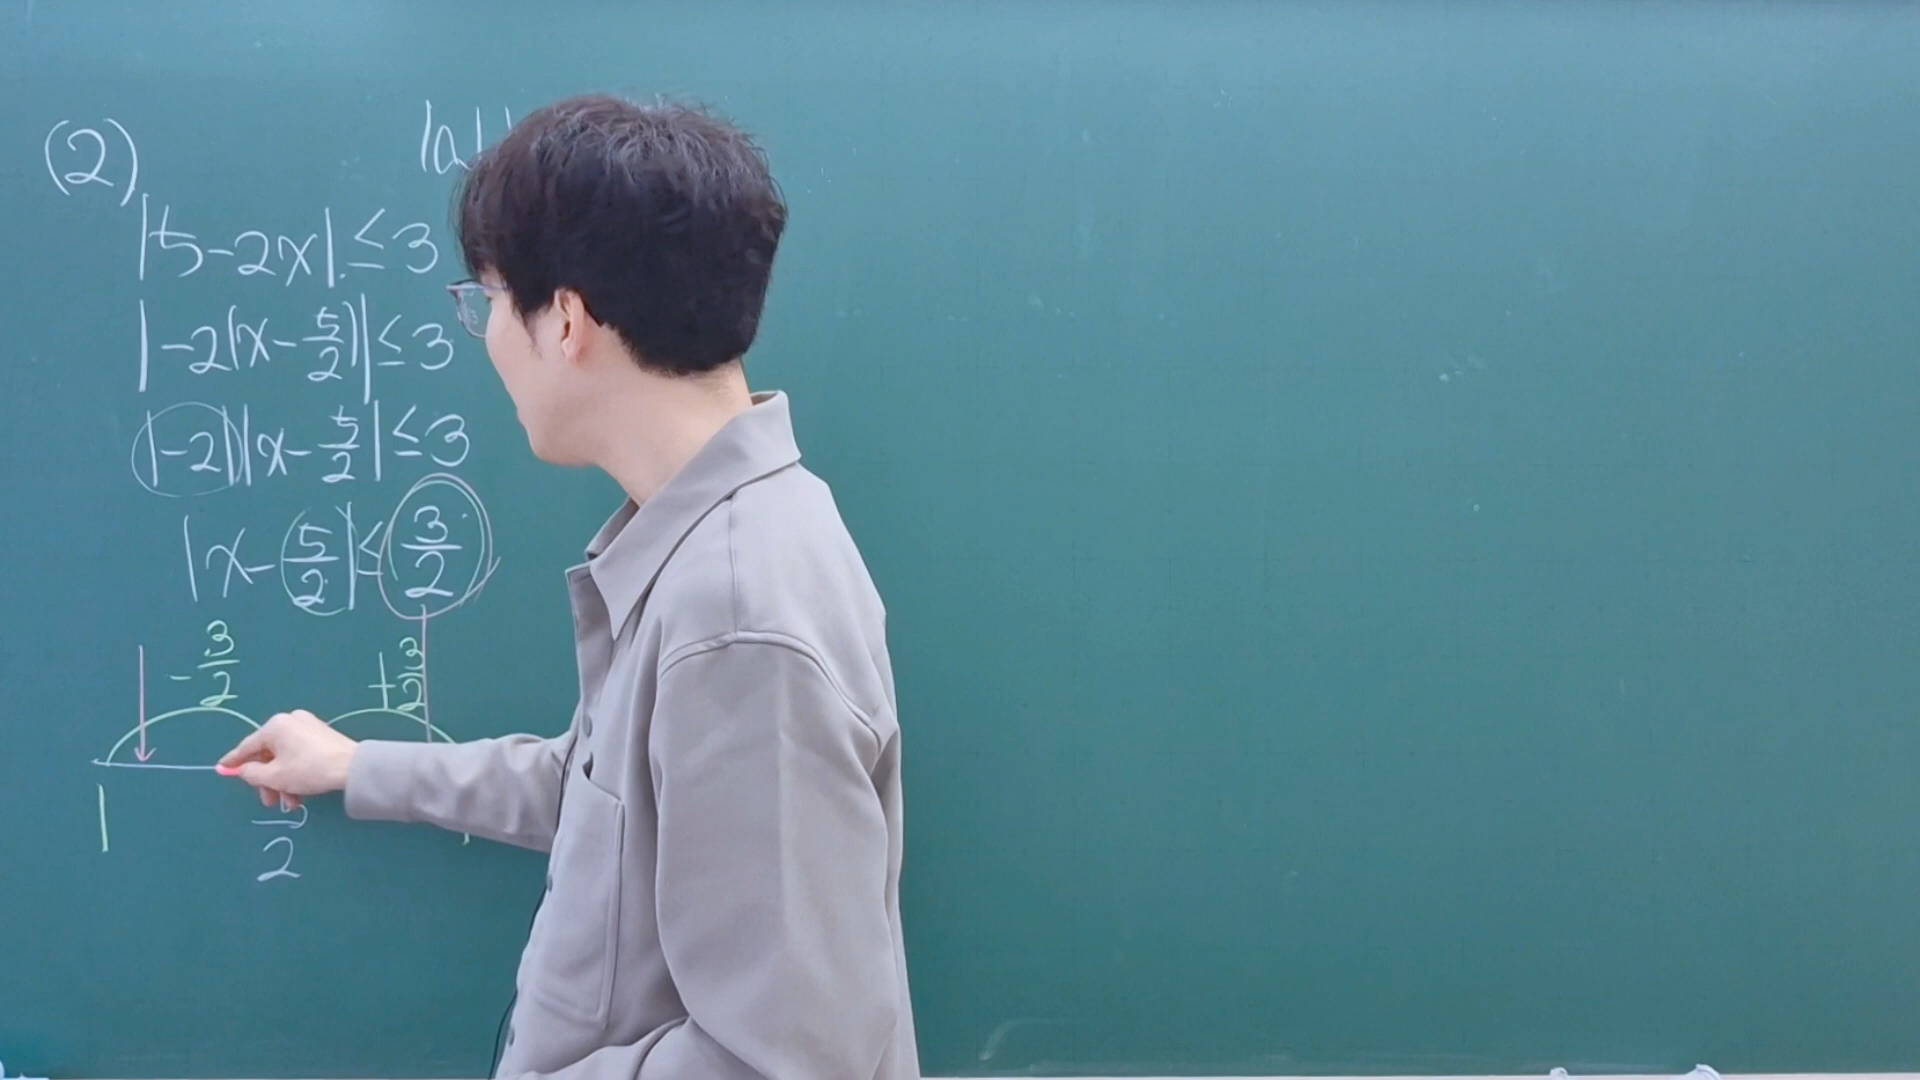 (2)
|a|
|5-2x| ≤ 3
|-2(x-5/2)| ≤ 3
|-2||x-5/2| ≤ 3
|x-5/2| ≤ 3/2
-3/2 +3/2
1 5/2